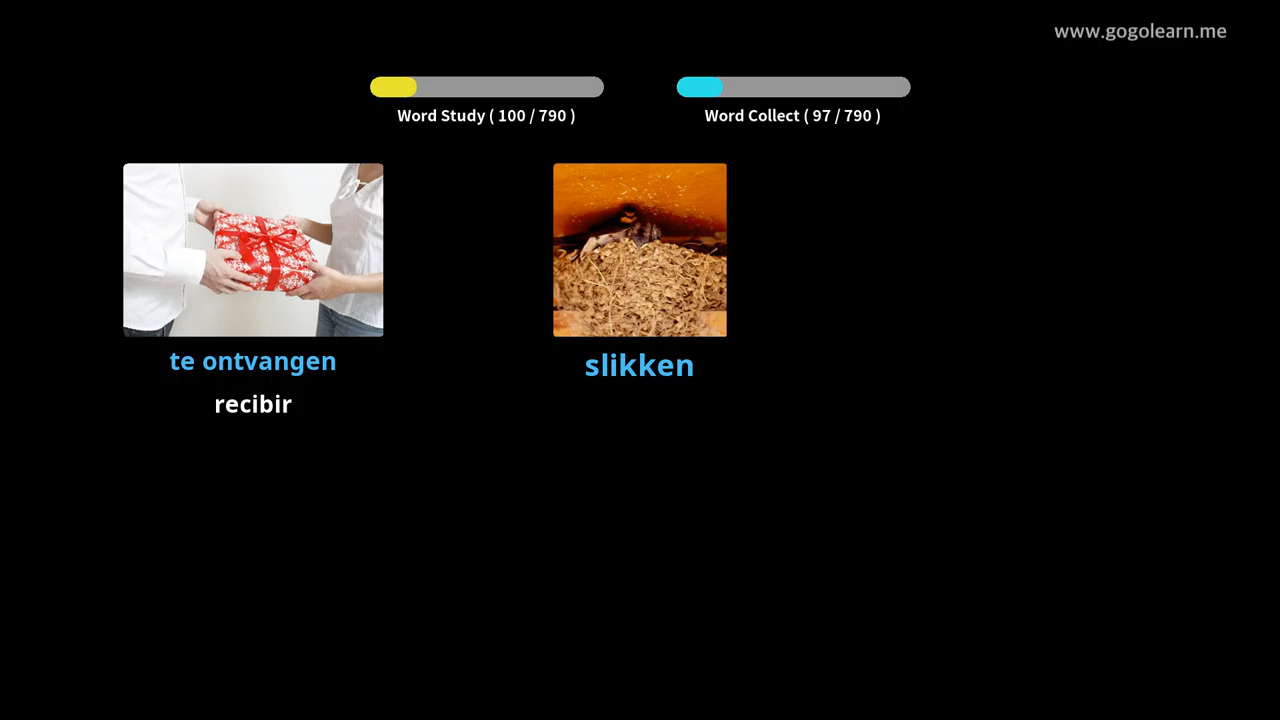 www.gogolearn.me
Word Study ( 100 / 790 )
Word Collect ( 97 / 790 )
te ontvangen
recibir
slikken